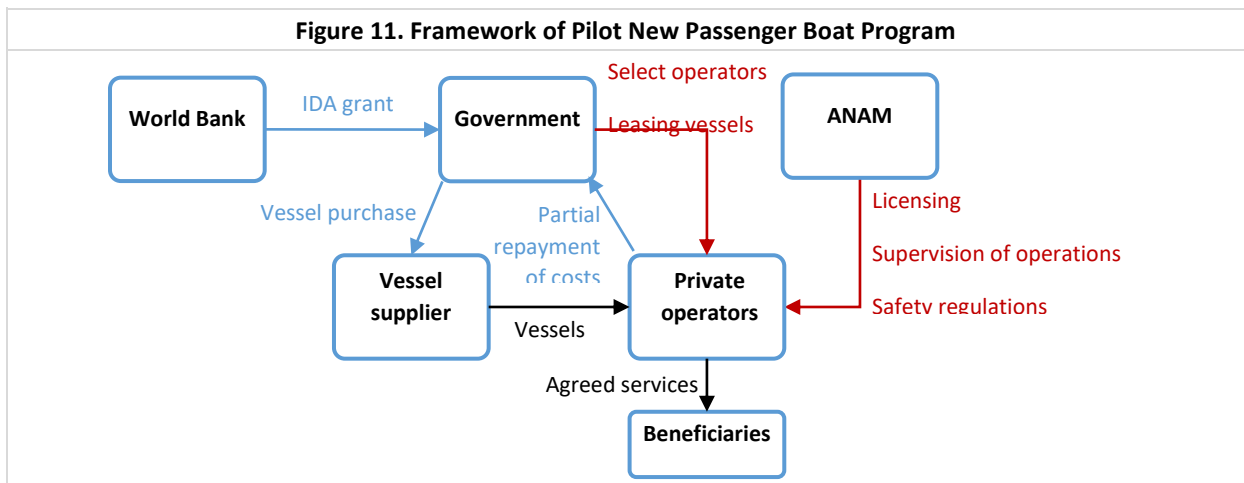 Figure 11. Framework of Pilot New Passenger Boat Program
World Bank
IDA grant
Government
Select operators
Leasing vessels
ANAM
Licensing
Supervision of operations
Safety regulations
Vessel purchase
Partial
repayment
of costs
Vessel
supplier
Vessels
Private
operators
Agreed services
Beneficiaries